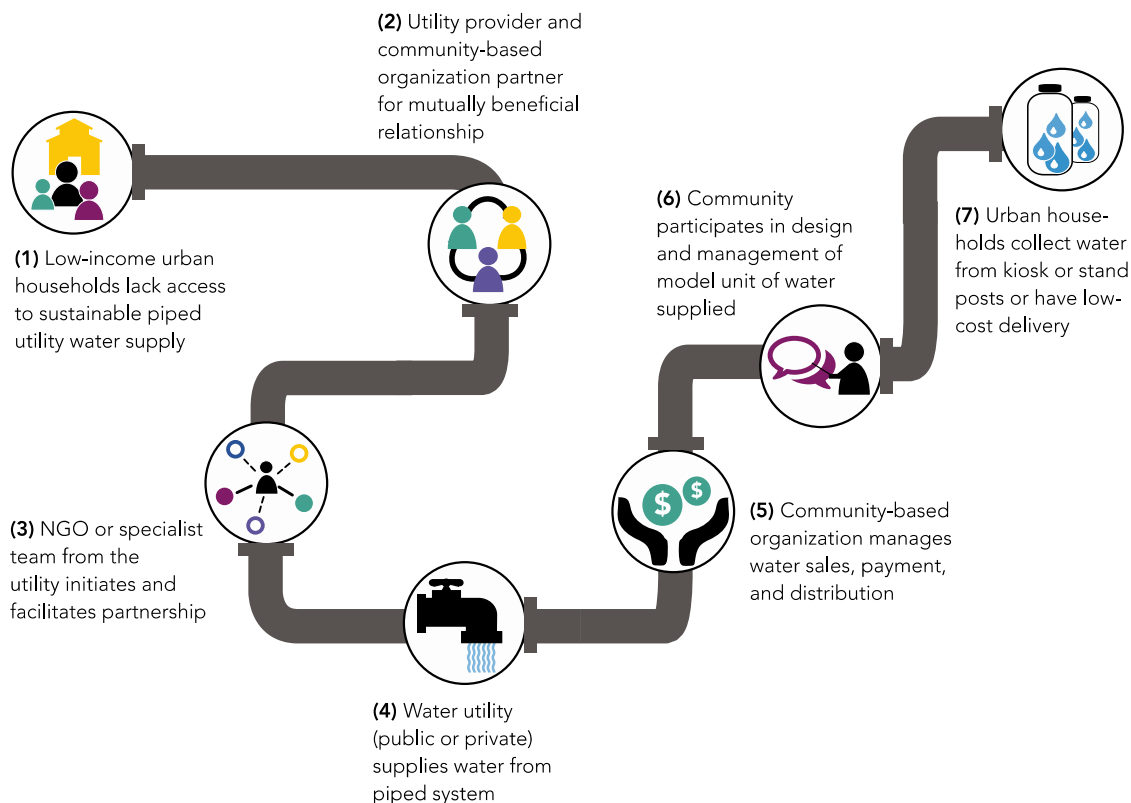 (1) Low-income urban
households lack access
to sustainable piped
utility water supply
(2) Utility provider and
community-based
organization partner
for mutually beneficial
relationship
(3) NGO or specialist
team from the
utility initiates and
facilitates partnership
(4) Water utility
(public or private)
supplies water from
piped system
$ $
(5) Community-based
organization manages
water sales, payment,
and distribution
(6) Community
participates in design
and management of
model unit of water
supplied
(7) Urban house-
holds collect water
from kiosk or stand
posts or have low-
cost delivery